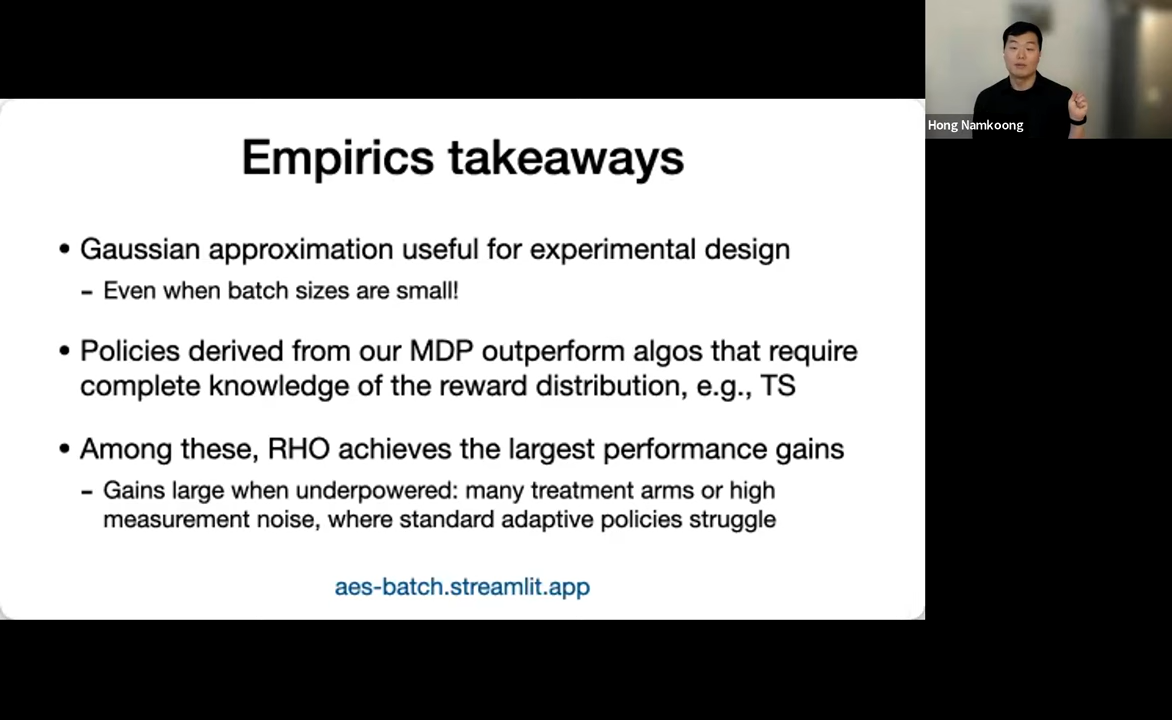 Empirics takeaways
• Gaussian approximation useful for experimental design
– Even when batch sizes are small!
• Policies derived from our MDP outperform algos that require
complete knowledge of the reward distribution, e.g., TS
• Among these, RHO achieves the largest performance gains
– Gains large when underpowered: many treatment arms or high
measurement noise, where standard adaptive policies struggle
aes-batch.streamlit.app
Hong Namkoong